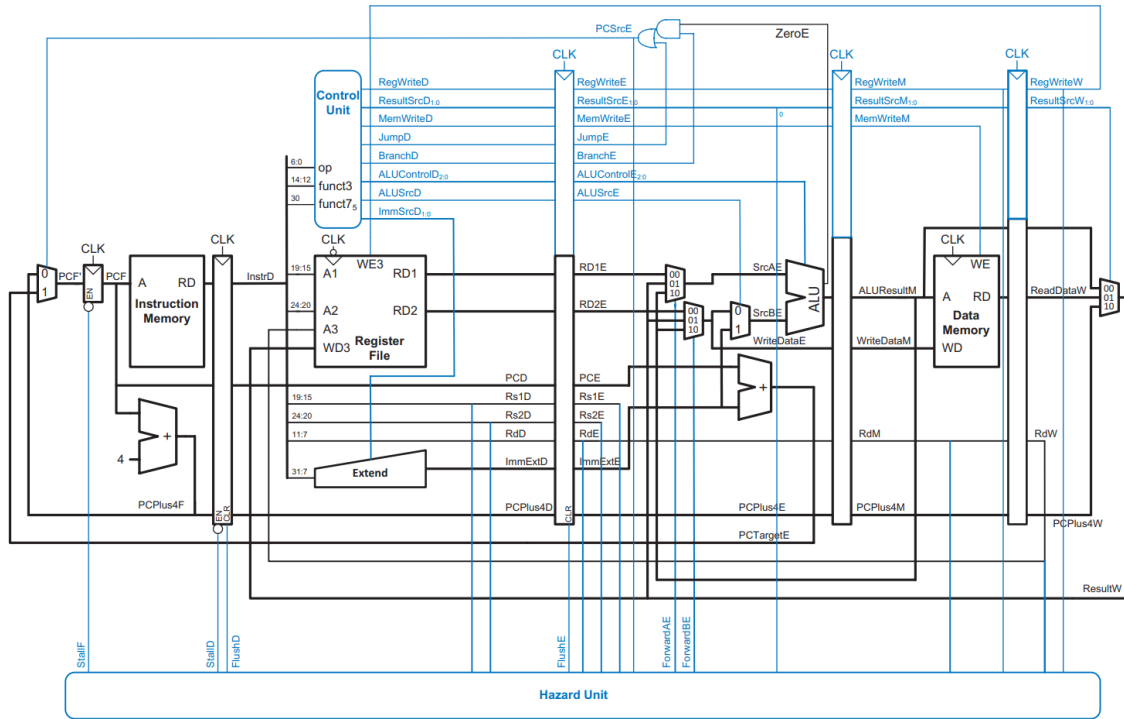 PCSrcE
ZeroE
CLK
CLK
CLK
Control
Unit
RegWriteD
RegWriteE
RegWriteM
RegWriteW
ResultSrcD1:0
ResultSrcE1:0
ResultSrcM1:0
ResultSrcW1:0
0
MemWriteD
MemWriteE
MemWriteM
JumpD
JumpE
BranchD
BranchE
ALUControlD2:0
ALUControlE2:0
ALUSrcD
ALUSrcE
ImmSrcD1:0
6:0
op
14:12
funct3
30
funct75
CLK
CLK
CLK
CLK
0
1
PCF'
PCF
EN
A
RD
Instruction
Memory
InstrD
19:15
A1
WE3
RD1
24:20
A2
RD2
A3
WD3
Register
File
RD1E
RD2E
00
01
10
00
01
10
0
1
SrcAE
SrcBE
ALU
WriteDataE
ALUResultM
WriteDataM
A
RD
WE
Data
Memory
WD
ReadDataW
00
01
10
PCD
PCE
19:15
Rs1D
Rs1E
24:20
Rs2D
Rs2E
11:7
RdD
RdE
RdM
RdW
+
4
+
31:7
Extend
ImmExtD
ImmExtE
PCPlus4F
PCPlus4D
PCPlus4E
PCPlus4M
PCPlus4W
EN
CLR
CLR
PCTargetE
ResultW
StallF
StallD
FlushD
FlushE
ForwardAE
ForwardBE
Hazard Unit